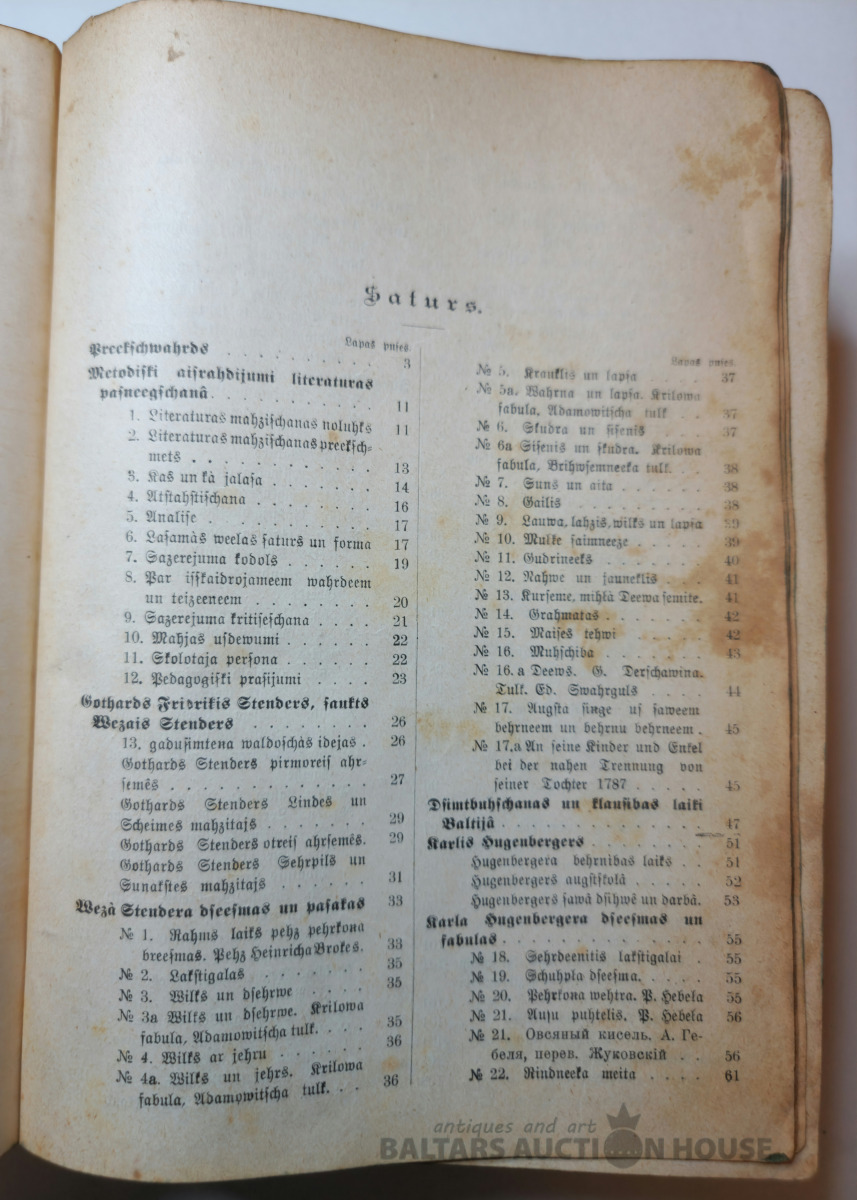 Saturs.
Lapas puſes.
Preekſchwahrds . . . . . . . . 3
Metodiſki aiſrahdijumi literaturas
paſneegſchanâ . . . . . . . . . 11
1. Literaturas mahziſchanas noluhks 11
2. Literaturas mahziſchanas preekſch-
mets . . . . . . . . . . 13
3. Kas un kà jalaſa . . . . . . 14
4. Atſtahſtiſchana . . . . . . . 16
5. Analiſe . . . . . . . . . 17
6. Laſamàs weelas ſaturs un forma 17
7. Sazerejuma kodols . . . . . . 19
8. Par iſſkaidrojameem wahrdeem
un teizeeneem . . . . . . . . 20
9. Sazerejuma kritiſeſchana . . . . 21
10. Mahjas uſdewumi . . . . . . 22
11. Skolotaja perſona . . . . . . 22
12. Pedagogiſki praſijumi . . . . 23
Gothards Fridrikis Stenders, ſaukts
Wezais Stenders . . . . . . . . 26
13. gaduſimtena waldoſchàs idejas . 26
Gothards Stenders pirmoreiſ ahr-
ſemês . . . . . . . . . . . 27
Gothards Stenders Lindes un
Scheimes mahzitajs . . . . . . . 29
Gothards Stenders otreiſ ahrſemês. 29
Gothards Stenders Sehrpils un
Sunakſtes mahzitajs . . . . . . 31
Wezà Stendera dſeeſmas un paſakas 33
№ 1. Rahms laiks pehz pehrkona
breeſmas. Pehz Heinricha Brokes. 33
№ 2. Lakſtigalas . . . . . . . 35
№ 3. Wilks un dſehrwe . . . . 35
№ 3a Wilks un dſehrwe. Krilowa
fabula, Adamowitſcha tulk. . . . 35
№ 4. Wilks ar jehru . . . . . . 36
№ 4a. Wilks un jehrs. Krilowa
fabula, Adamowitſcha tulk. . . 36
Lapas puſes.
№ 5. Krauklis un lapſa . . . . . 37
№ 5a. Wahrna un lapſa. Krilowa
fabula, Adamowitſcha tulk . . 37
№ 6. Skudra un ſiſenis . . . . 37
№ 6a Siſenis un ſkudra. Krilowa
fabula, Brihwſemneeka tulk. . . 38
№ 7. Suns un aita . . . . . . 38
№ 8. Gailis . . . . . . . . . 38
№ 9. Lauwa, lahzis, wilks un lapſa 39
№ 10. Mulke ſaimneeze . . . . . 39
№ 11. Gudrineeks . . . . . . . 40
№ 12. Nahwe un jauneklis . . . 41
№ 13. Kurſeme, mihlà Deewa ſemite. 41
№ 14. Grahmatas . . . . . . . 42
№ 15. Maiſes tehwi . . . . . . 42
№ 16. Muhſchiba . . . . . . . 43
№ 16.a Deews. G. Derſchawina.
Tulk. Ed. Swahrguls . . . . 44
№ 17. Augſta ſinge uſ ſaweem
behrneem un behrnu behrneem . 45
№ 17.a An ſeine Kinder und Enkel
bei der nahen Trennung von
ſeiner Tochter 1787 . . . . . 45
Dſimtbuhſchanas un klauſibas laiki
Baltijâ . . . . . . . . . . . 47
Karlis Hugenbergers . . . . . . . 51
Hugenbergera behrnibas laiks . . 51
Hugenbergers augſtſkolâ . . . . . 52
Hugenbergers ſawâ dſihwê un darbâ. 53
Karla Hugenbergera dſeeſmas un
fabulas . . . . . . . . . . . . 55
№ 18. Sehrdeenitis lakſtigalai . 55
№ 19. Schuhpla dſeeſma. . . . . 55
№ 20. Pehrkona wehtra. P. Hebela 55
№ 21. Auſu puhtelis. P. Hebela 56
№ 21. Овсяный кисель. А. Ге-
беля, перев. Жуковскій . . 56
№ 22. Rindneeka meita . . . . 61
antiques and art
BALTARS AUCTION HOUSE